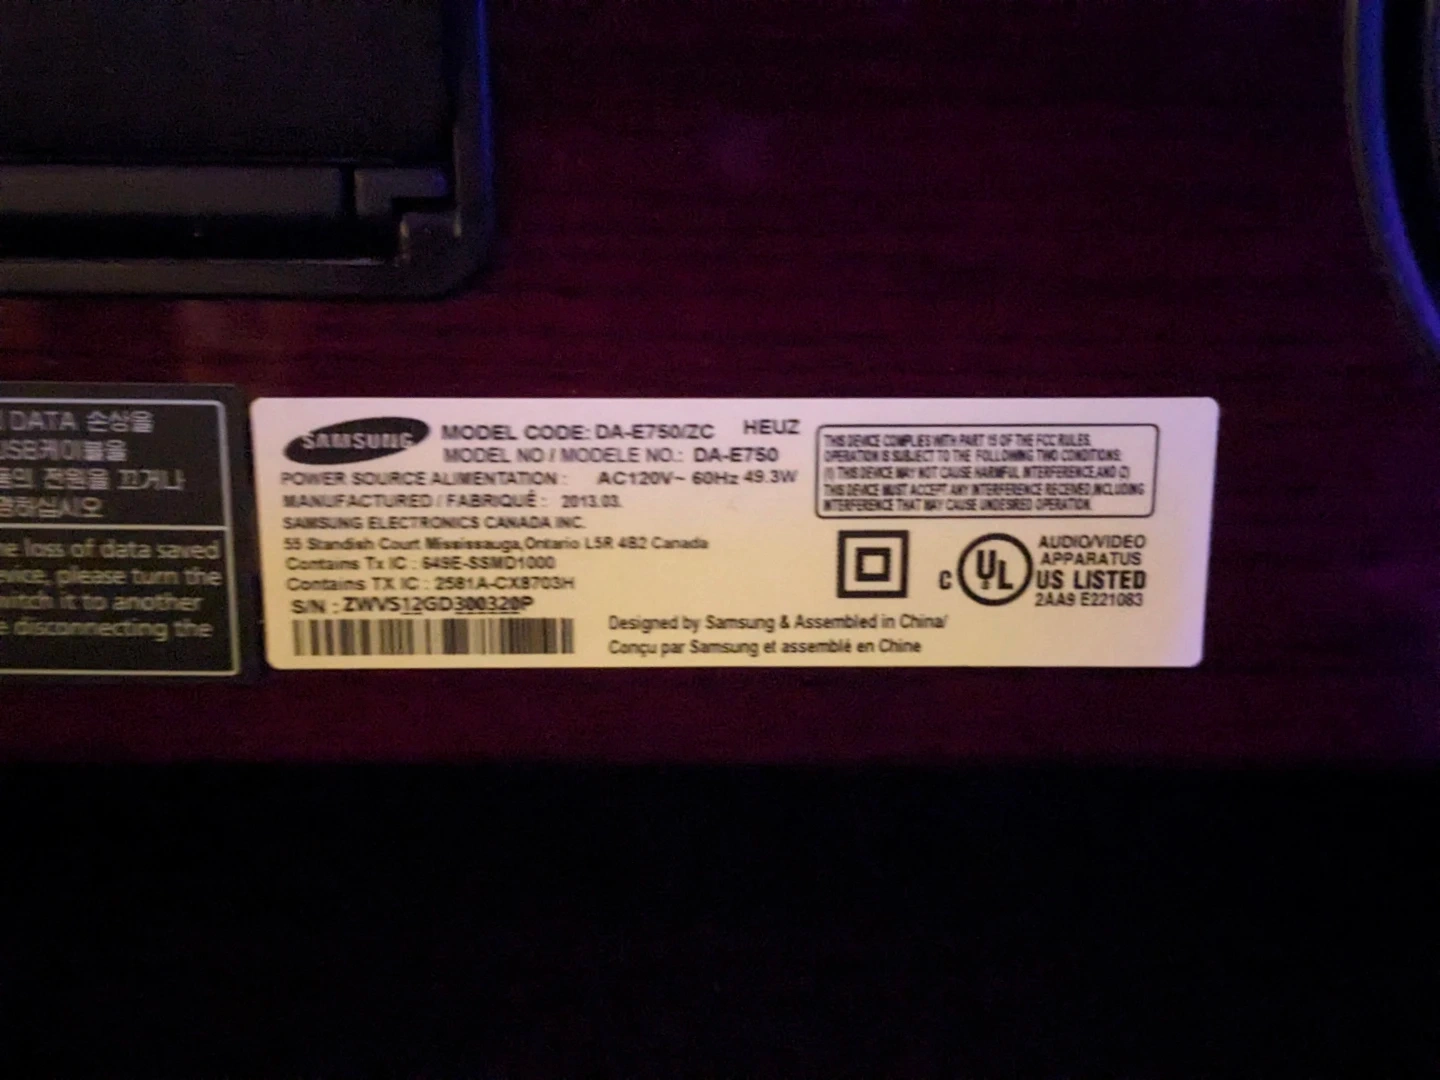 DATA 손상을
USB케이블을
전원을 끄거나
하십시오
loss of data saved
please turn the
it to another
disconnecting the
SAMSUNG
MODEL CODE: DA-E750/ZC HEUZ
MODEL NO / MODELE NO.: DA-E750
POWER SOURCE ALIMENTATION : AC120V~ 60Hz 49.3W
MANUFACTURED / FABRIQUÉ : 2013.03.
SAMSUNG ELECTRONICS CANADA INC.
55 Standish Court Mississauga,Ontario L5R 4B2 Canada
Contains Tx IC : 649E-SSMD1000
Contains TX IC : 2581A-CX8703H
S/N : ZWVS12GD300320P
THIS DEVICE COMPLIES WITH PART 15 OF THE FCC RULES.
OPERATION IS SUBJECT TO THE FOLLOWING TWO CONDITIONS:
(1) THIS DEVICE MAY NOT CAUSE HARMFUL INTERFERENCE AND (2)
THIS DEVICE MUST ACCEPT ANY INTERFERENCE RECEIVED,INCLUDING
INTERFERENCE THAT MAY CAUSE UNDESIRED OPERATION.
C UL
AUDIO/VIDEO
APPARATUS
US LISTED
2AA9 E221083
Designed by Samsung & Assembled in China/
Conçu par Samsung et assemblé en Chine